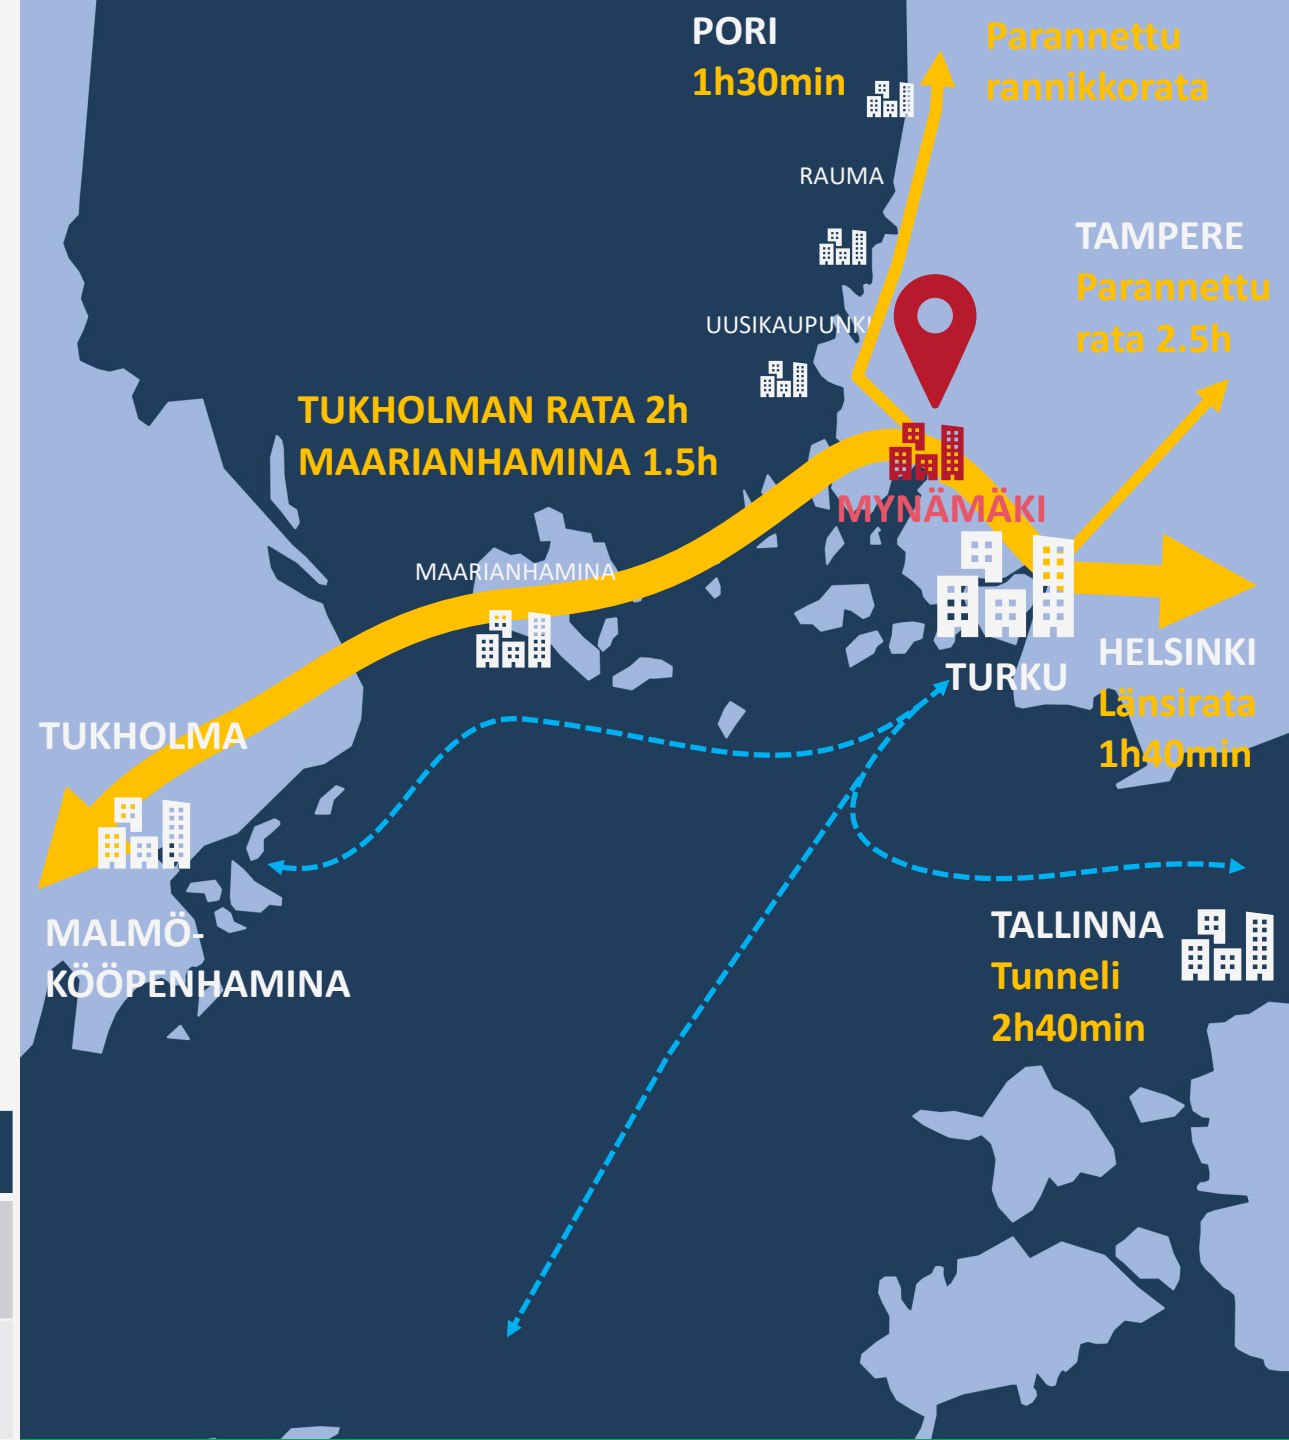 PORI
1h30min
Parannettu
rannikkorata
RAUMA
TAMPERE
Parannettu
rata 2.5h
UUSIKAUPUNKI
TUKHOLMAN RATA 2h
MAARIANHAMINA 1.5h
MYNÄMÄKI
MAARIANHAMINA
TURKU
HELSINKI
Länsirata
1h40min
TUKHOLMA
MALMÖ-
KÖÖPENHAMINA
TALLINNA
Tunneli
2h40min